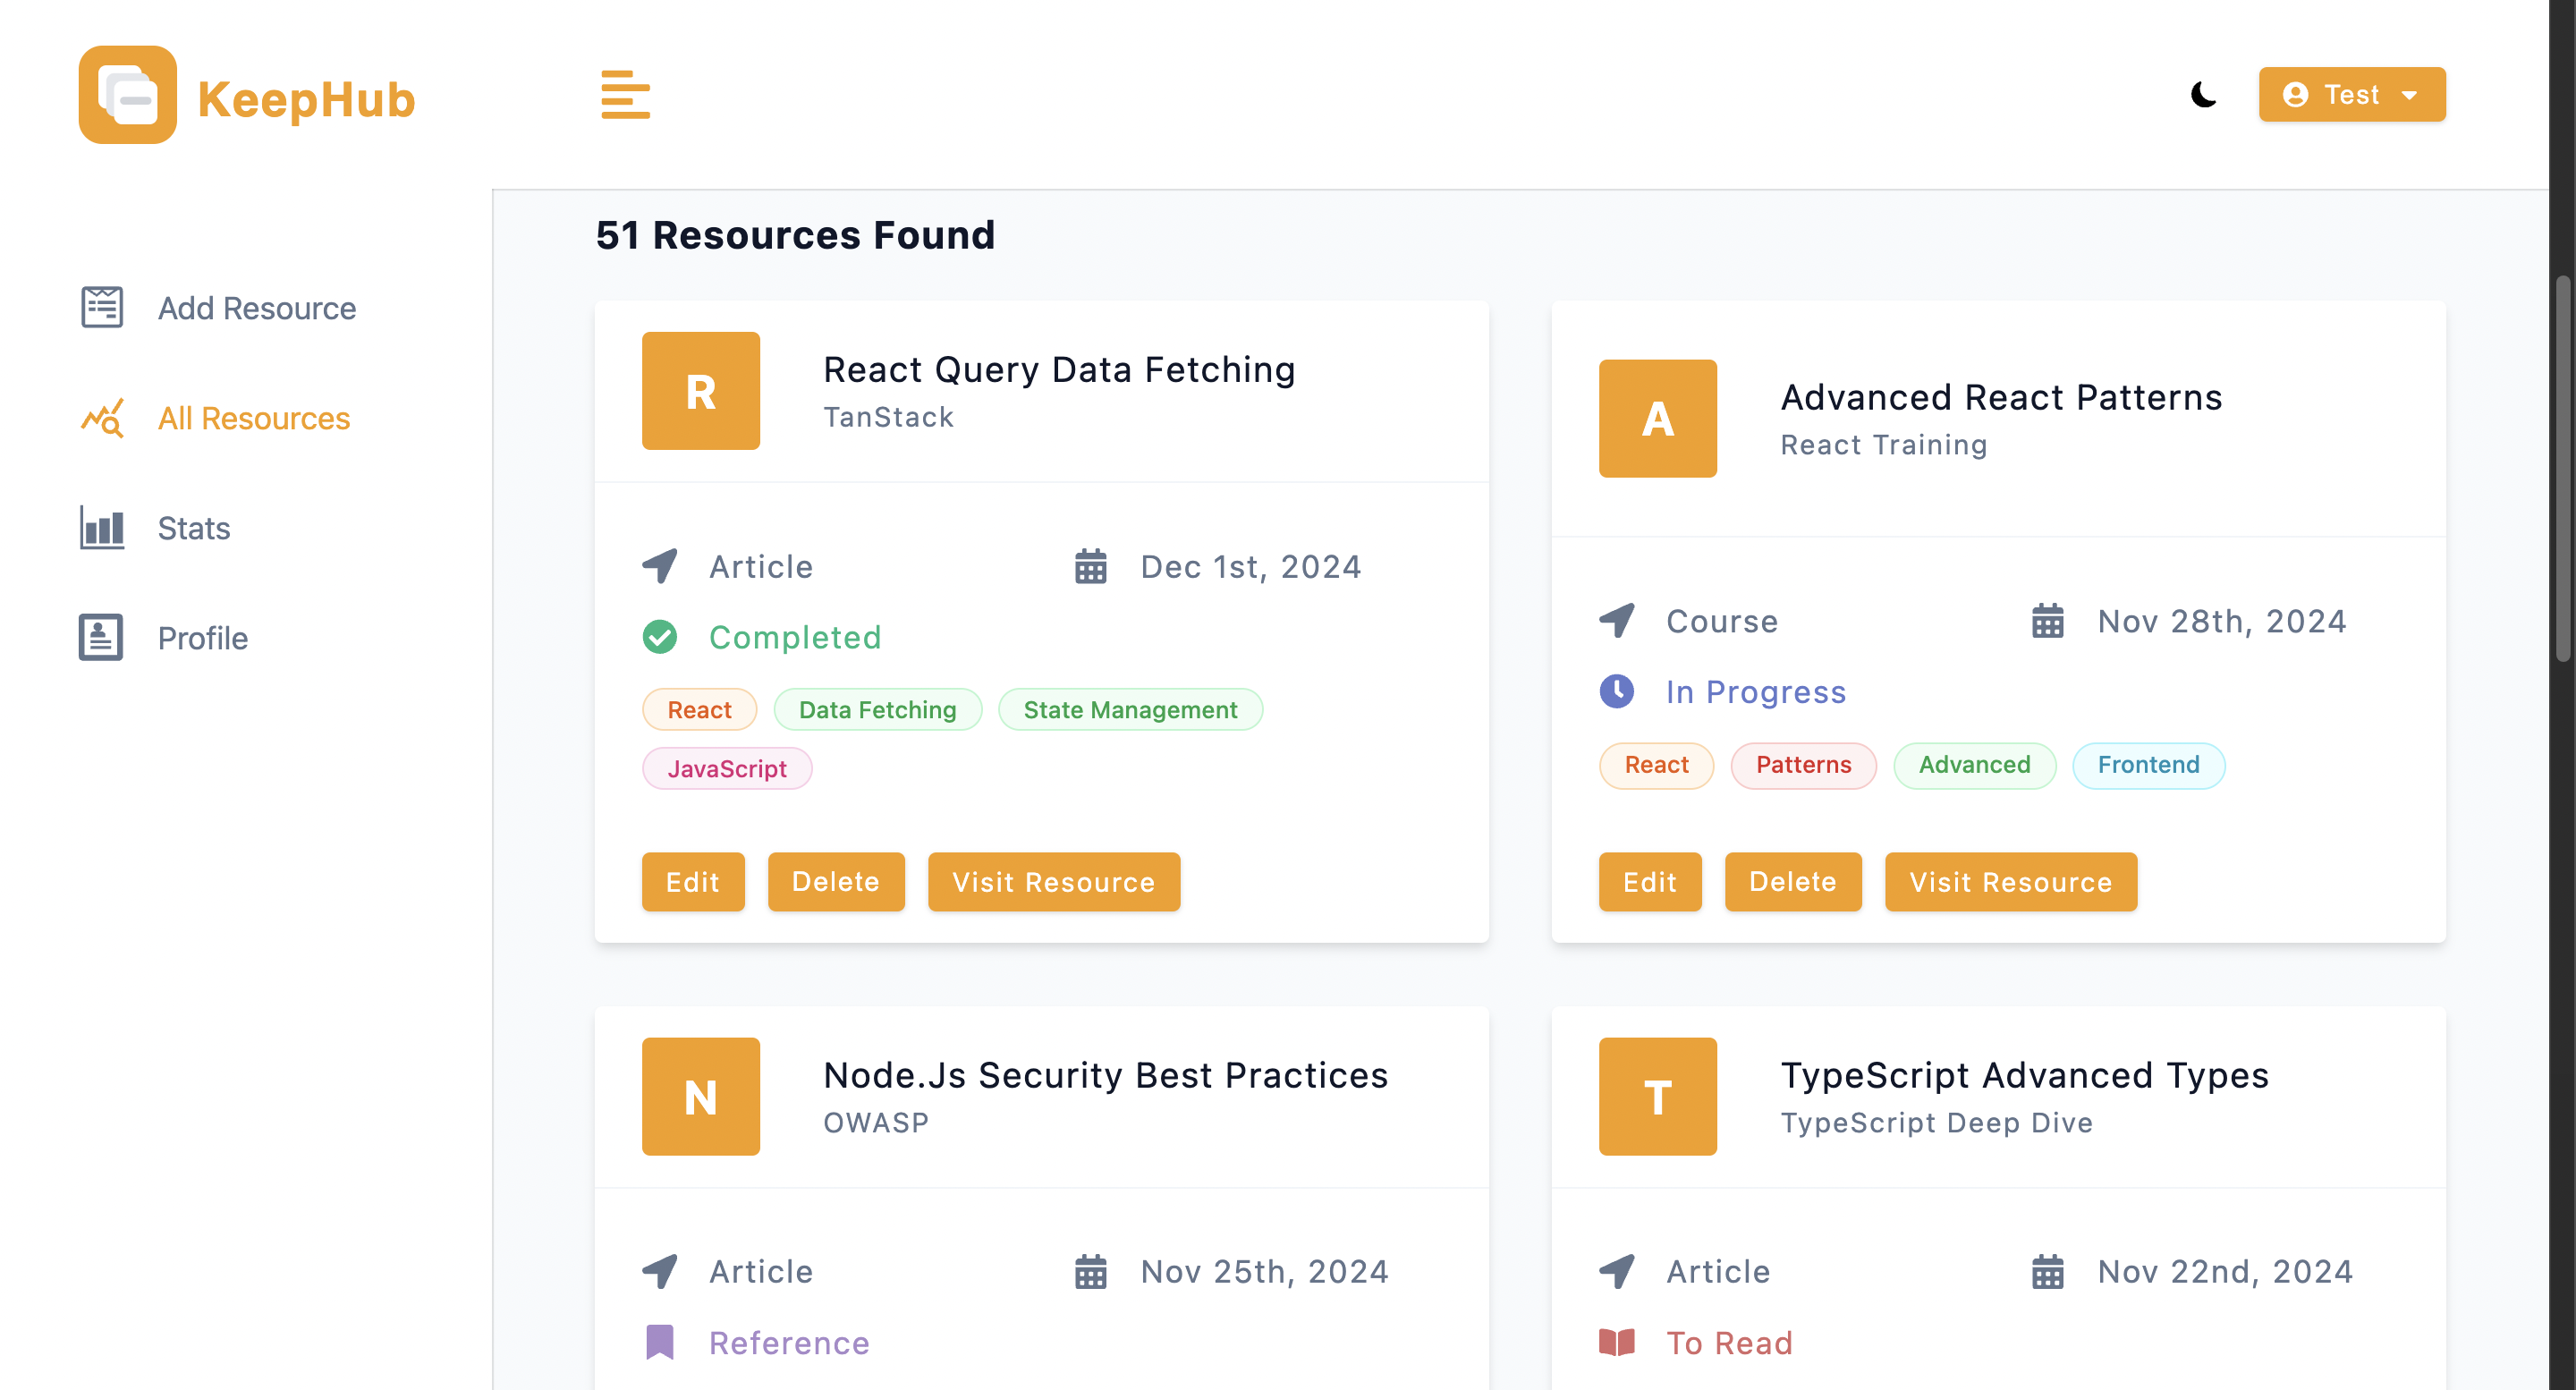 KeepHub
Test
Add Resource
All Resources
Stats
Profile
51 Resources Found
R
React Query Data Fetching
TanStack
Article
Dec 1st, 2024
Completed
React
Data Fetching
State Management
JavaScript
Edit
Delete
Visit Resource
A
Advanced React Patterns
React Training
Course
Nov 28th, 2024
In Progress
React
Patterns
Advanced
Frontend
Edit
Delete
Visit Resource
N
Node.Js Security Best Practices
OWASP
Article
Nov 25th, 2024
Reference
T
TypeScript Advanced Types
TypeScript Deep Dive
Article
Nov 22nd, 2024
To Read